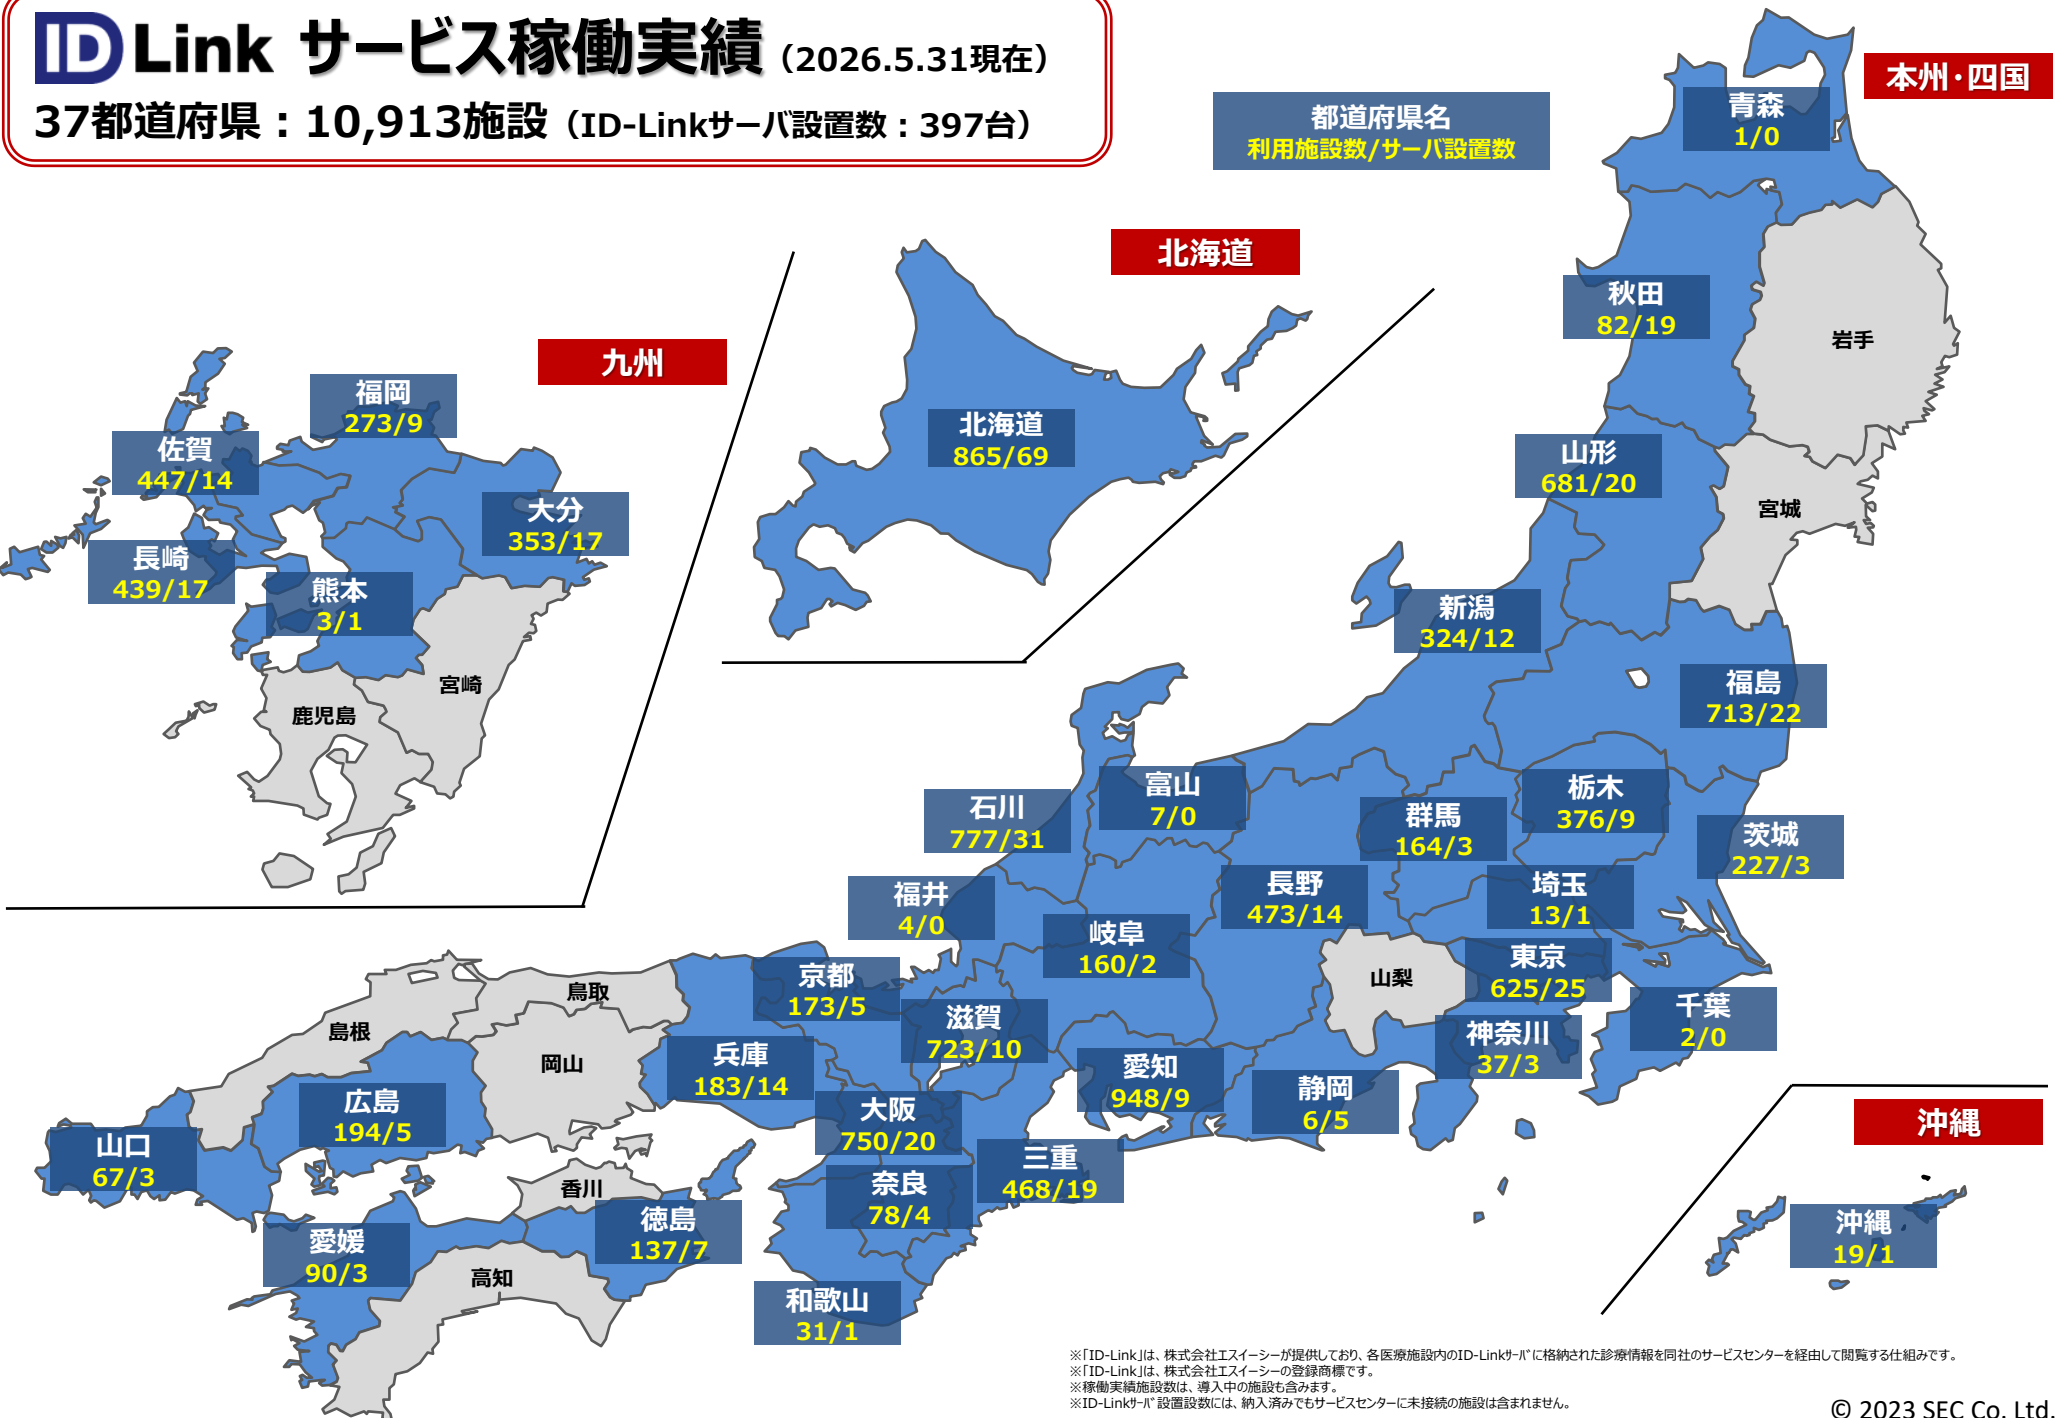 ID Link サービス稼働実績（2026.5.31現在）
37都道府県：10,913施設（ID-Linkサーバ設置数：397台）
都道府県名
利用施設数/サーバ設置数
本州・四国
青森
1/0
秋田
82/19
岩手
山形
681/20
宮城
新潟
324/12
福島
713/22
北海道
北海道
865/69
九州
福岡
273/9
佐賀
447/14
大分
353/17
長崎
439/17
熊本
3/1
宮崎
鹿児島
富山
7/0
石川
777/31
栃木
376/9
群馬
164/3
茨城
227/3
福井
4/0
長野
473/14
埼玉
13/1
岐阜
160/2
山梨
東京
625/25
千葉
2/0
京都
173/5
滋賀
723/10
神奈川
37/3
鳥取
島根
岡山
兵庫
183/14
愛知
948/9
静岡
6/5
広島
194/5
大阪
750/20
山口
67/3
三重
468/19
奈良
78/4
香川
徳島
137/7
愛媛
90/3
高知
和歌山
31/1
沖縄
沖縄
19/1
※「ID-Link」は、株式会社エスイーシーが提供しており、各医療施設内のID-Linkｻｰﾊﾞに格納された診療情報を同社のサービスセンターを経由して閲覧する仕組みです。
※「ID-Link」は、株式会社エスイーシーの登録商標です。
※稼働実績施設数は、導入中の施設も含みます。
※ID-Linkｻｰﾊﾞ設置設数には、納入済みでもサービスセンターに未接続の施設は含まれません。
© 2023 SEC Co. Ltd.